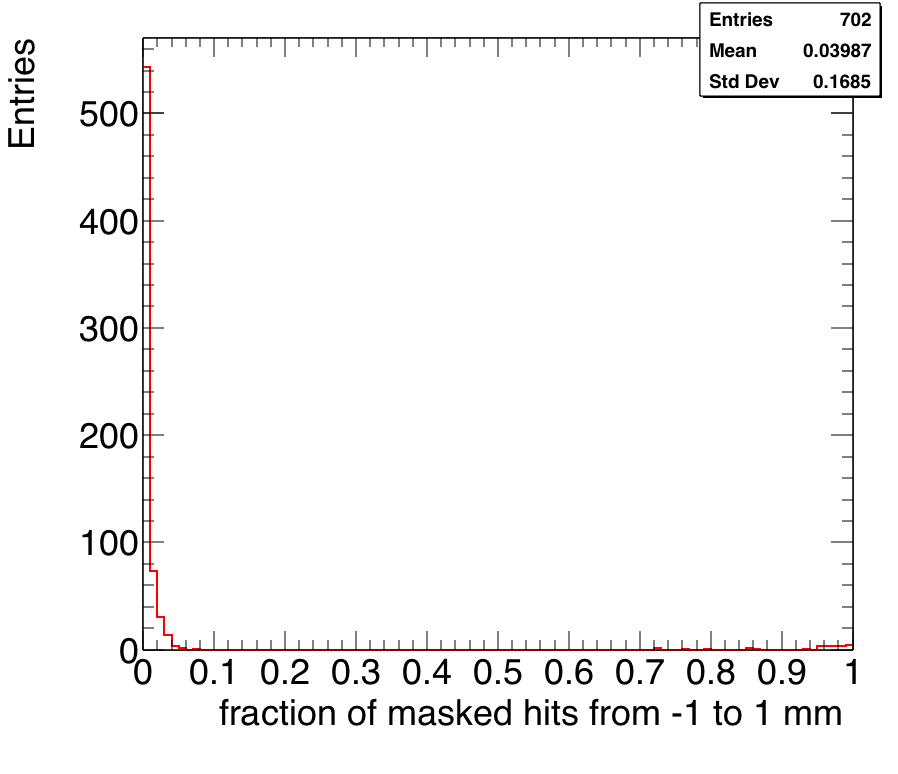 Entries 702
Mean 0.03987
Std Dev 0.1685
Entries
500
400
300
200
100
0
0 0.1 0.2 0.3 0.4 0.5 0.6 0.7 0.8 0.9 1
fraction of masked hits from -1 to 1 mm